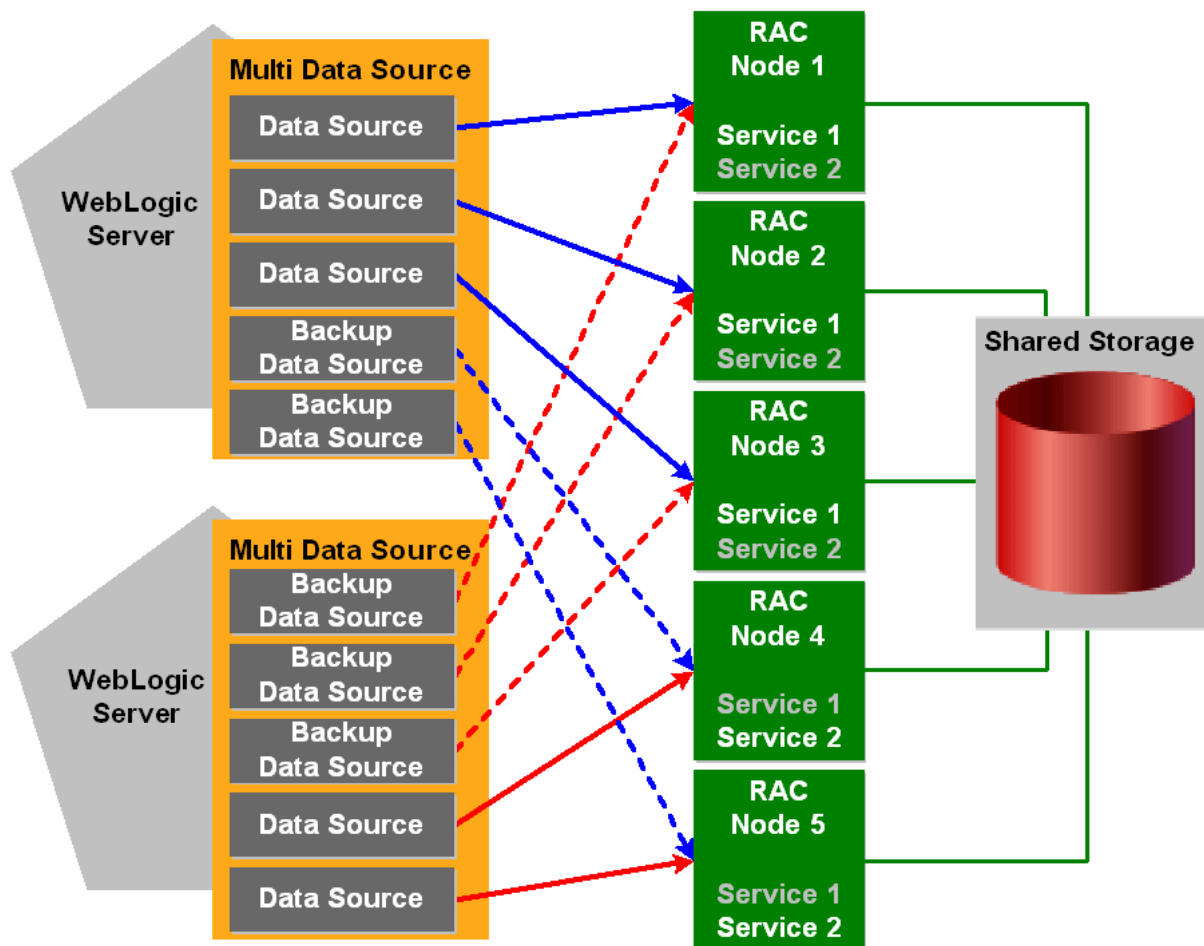 Multi Data Source
Data Source
Data Source
Data Source
Backup
Data Source
Backup
Data Source
WebLogic
Server
Multi Data Source
Backup
Data Source
Backup
Data Source
Backup
Data Source
Data Source
Data Source
WebLogic
Server
RAC
Node 1
Service 1
Service 2
RAC
Node 2
Service 1
Service 2
RAC
Node 3
Service 1
Service 2
RAC
Node 4
Service 1
Service 2
RAC
Node 5
Service 1
Service 2
Shared Storage